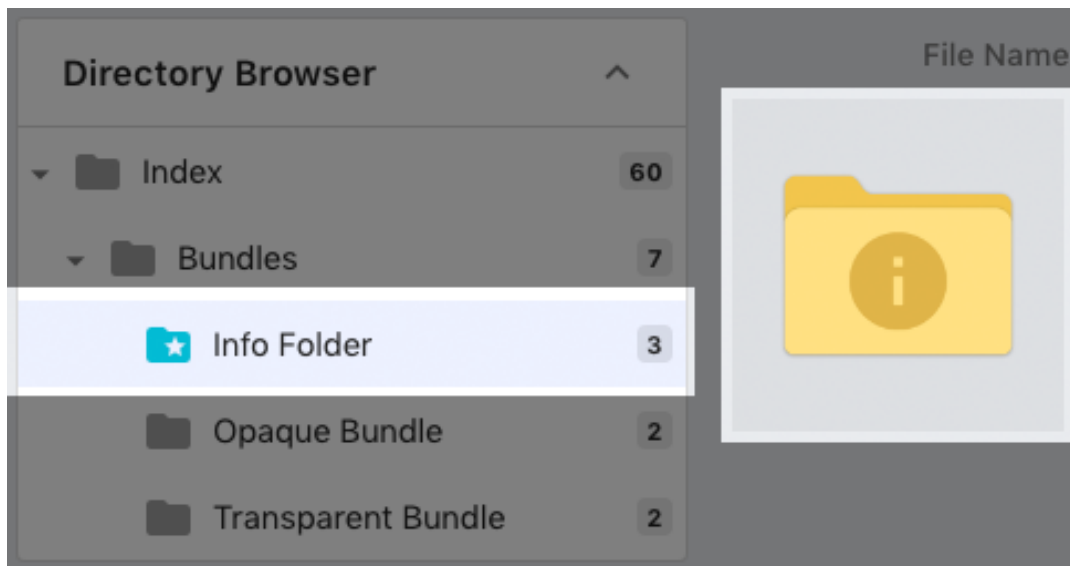 Directory Browser
File Name
Index 60
Bundles 7
Info Folder 3
Opaque Bundle 2
Transparent Bundle 2